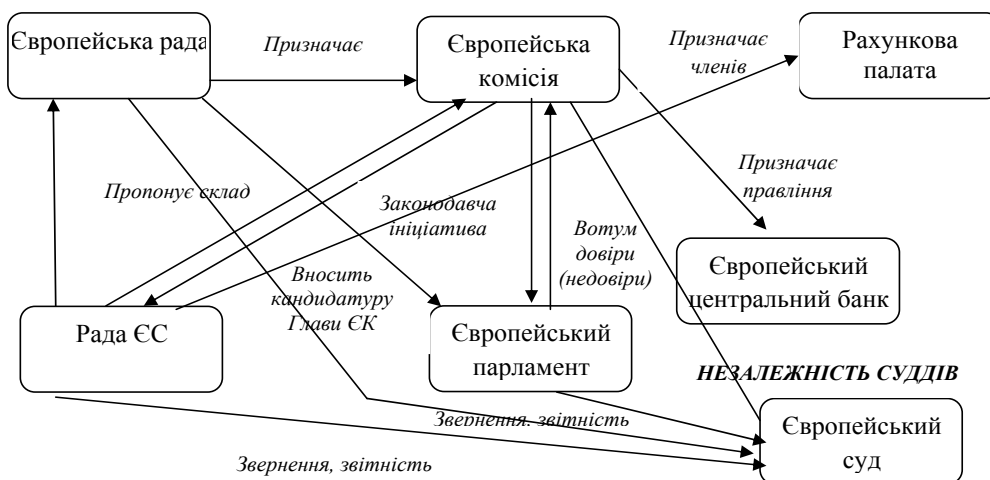 Європейська рада
Призначає
Європейська
комісія
Призначає
членів
Рахункова
палата
Пропонує склад
Законодавча
ініціатива
Вотум
довіри
(недовіри)
Призначає
правління
Європейський
центральний банк
Вносить
кандидатуру
Глави ЄК
Рада ЄС
Європейський
парламент
НЕЗАЛЕЖНІСТЬ СУДДІВ
Звернення, звітність
Європейський
суд
Звернення, звітність